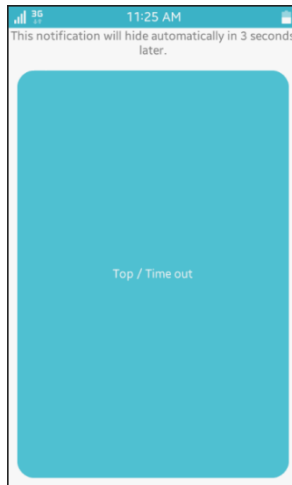 3G
11:25 AM
This notification will hide automatically in 3 seconds
later.
Top / Time out